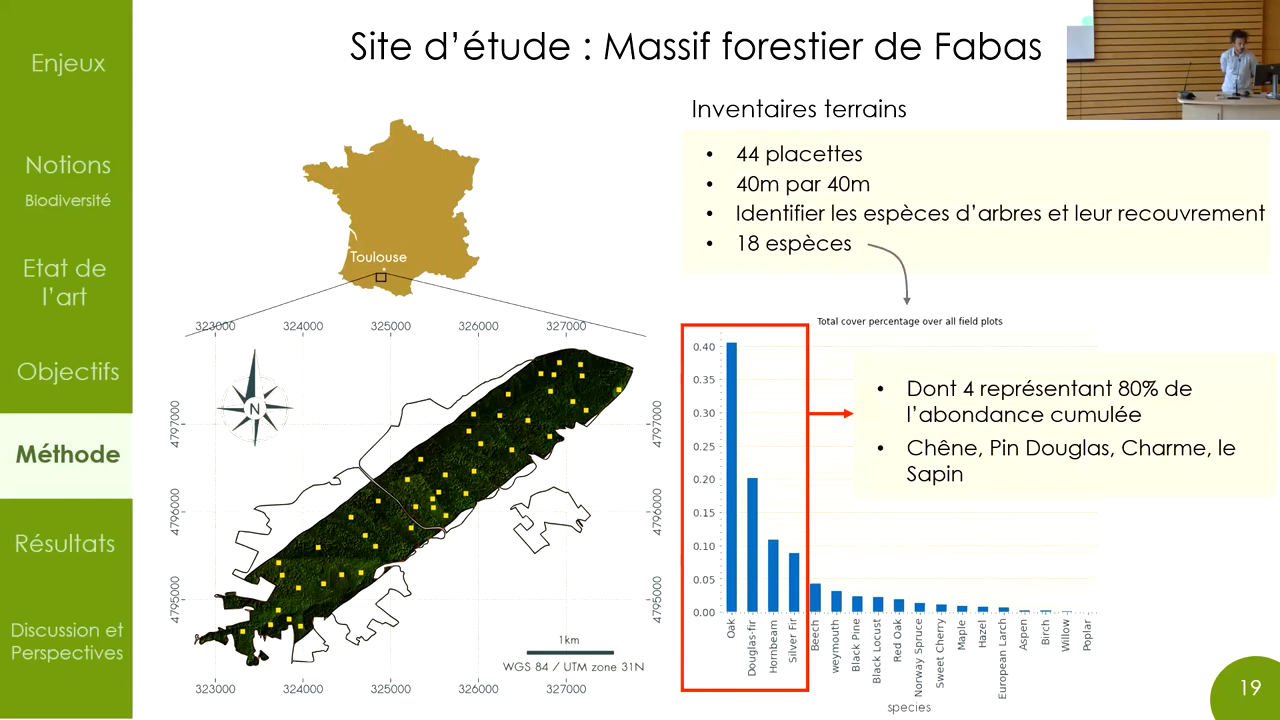 Site d’étude : Massif forestier de Fabas
Enjeux
Notions
Biodiversité
Etat de
l’art
Objectifs
Méthode
Résultats
Discussion et
Perspectives
Toulouse
323000 324000 325000 326000 327000
4797000 4797000
4796000 4796000
4795000 4795000
N
1km
WGS 84 / UTM zone 31N
323000 324000 325000 326000 327000
Inventaires terrains
• 44 placettes
• 40m par 40m
• Identifier les espèces d’arbres et leur recouvrement
• 18 espèces
Total cover percentage over all field plots
0.40
0.35
0.30
0.25
0.20
0.15
0.10
0.05
0.00
Oak
Douglas-fir
Hornbeam
Silver Fir
Beech
weymouth
Black Pine
Black Locust
Red Oak
Norway Spruce
Sweet Cherry
Maple
Hazel
European Larch
Aspen
Birch
Willow
Poplar
species
• Dont 4 représentant 80% de
l’abondance cumulée
• Chêne, Pin Douglas, Charme, le
Sapin
19